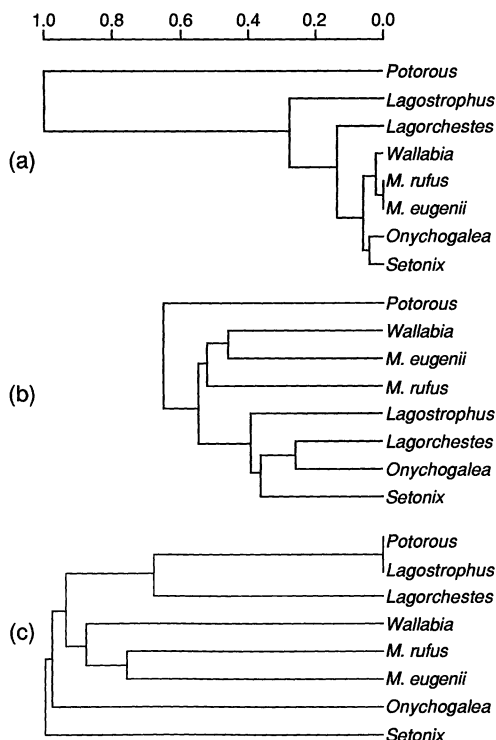 1.0 0.8 0.6 0.4 0.2 0.0
(a)
Potorous
Lagostrophus
Lagorchestes
Wallabia
M. rufus
M. eugenii
Onychogalea
Setonix
(b)
Potorous
Wallabia
M. eugenii
M. rufus
Lagostrophus
Lagorchestes
Onychogalea
Setonix
(c)
Potorous
Lagostrophus
Lagorchestes
Wallabia
M. rufus
M. eugenii
Onychogalea
Setonix